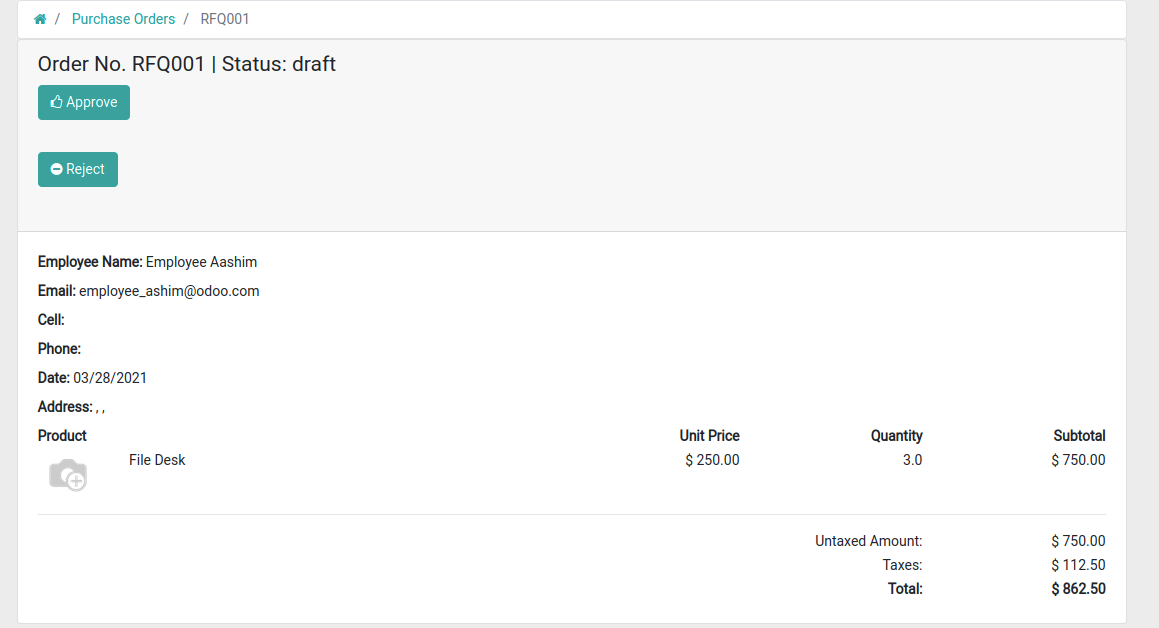 / Purchase Orders / RFQ001
Order No. RFQ001 | Status: draft
Approve
Reject
Employee Name: Employee Aashim
Email: employee_ashim@odoo.com
Cell:
Phone:
Date: 03/28/2021
Address: , ,
Product Unit Price Quantity Subtotal
File Desk $ 250.00 3.0 $ 750.00
Untaxed Amount: $ 750.00
Taxes: $ 112.50
Total: $ 862.50